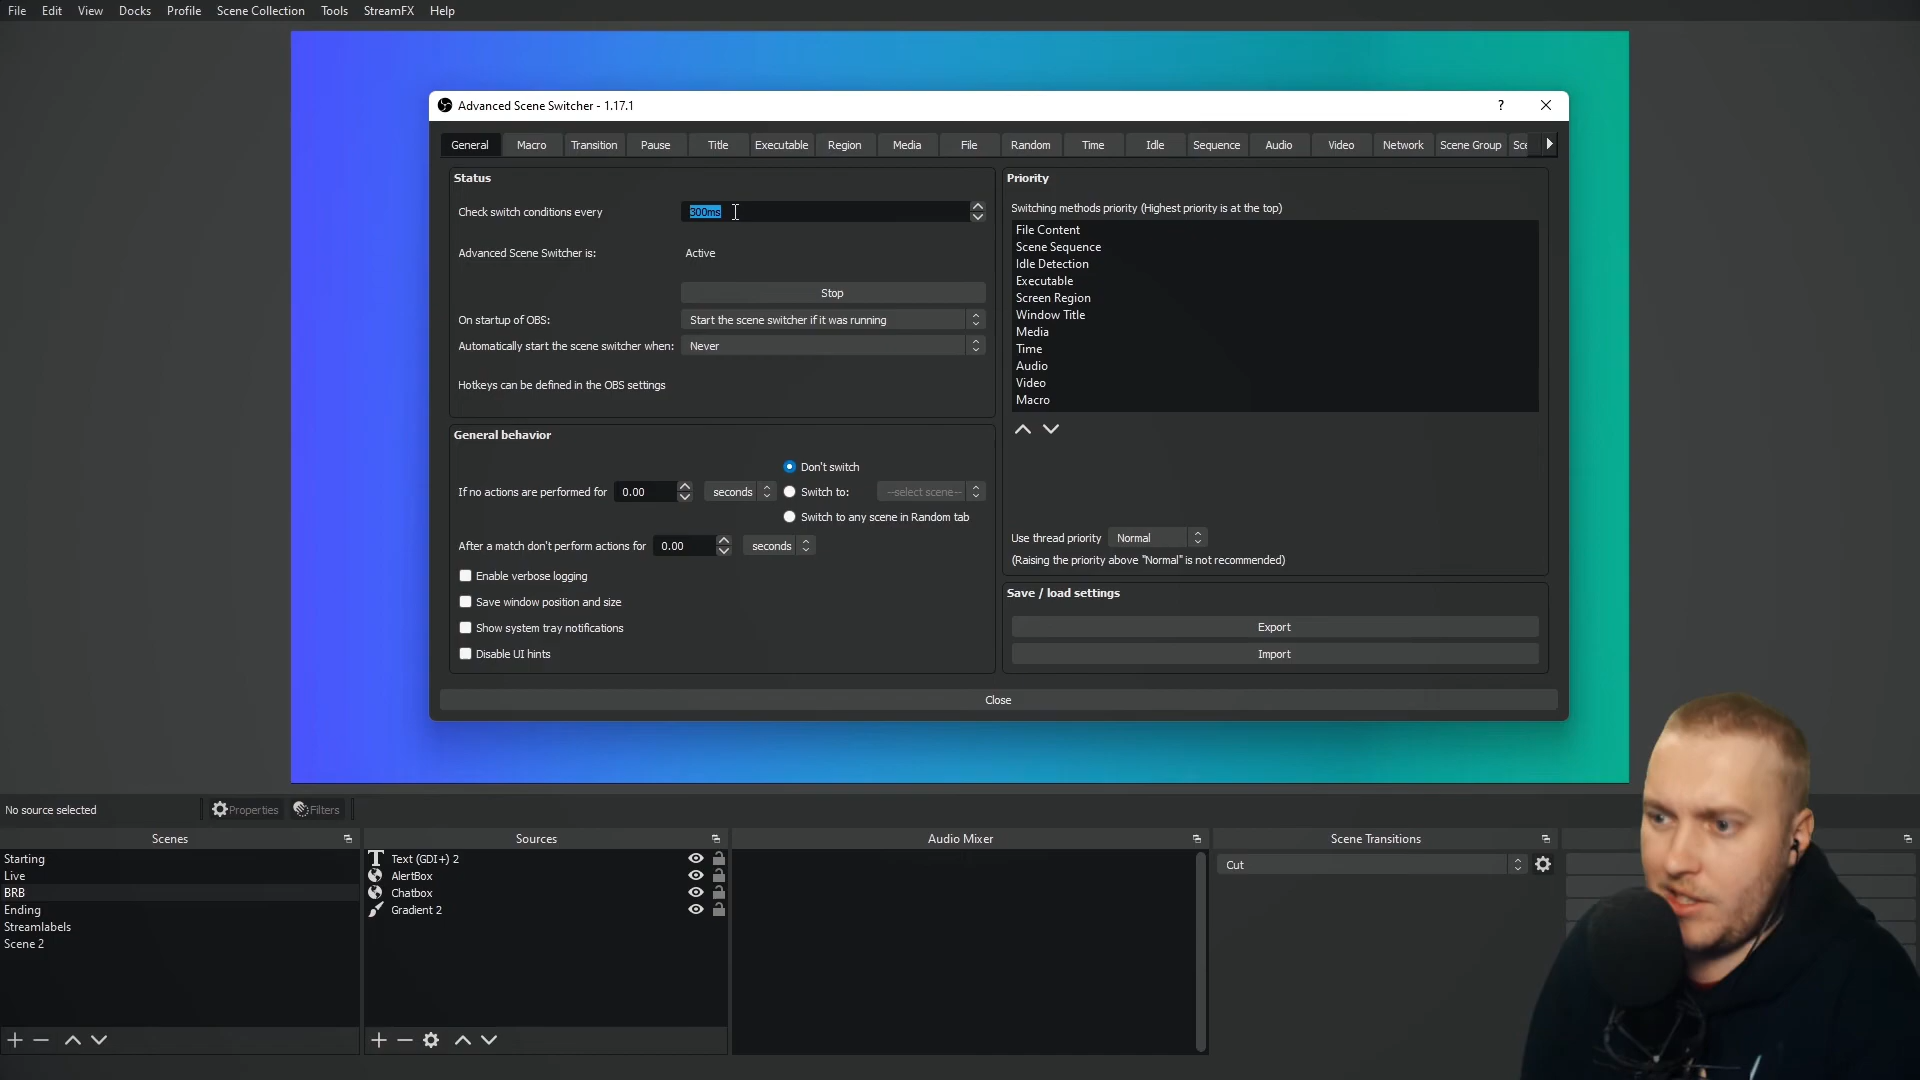 File Edit View Docks Profile Scene Collection Tools StreamFX Help
Advanced Scene Switcher - 1.17.1 ?
General Macro Transition Pause Title Executable Region Media File Random Time Idle Sequence Audio Video Network Scene Group Sce
Status
Check switch conditions every 300ms
Advanced Scene Switcher is: Active
Stop
On startup of OBS: Start the scene switcher if it was running
Automatically start the scene switcher when: Never
Hotkeys can be defined in the OBS settings
General behavior
Don't switch
If no actions are performed for 0.00 seconds Switch to: --select scene--
Switch to any scene in Random tab
After a match don't perform actions for 0.00 seconds
Enable verbose logging
Save window position and size
Show system tray notifications
Disable UI hints
Priority
Switching methods priority (Highest priority is at the top)
File Content
Scene Sequence
Idle Detection
Executable
Screen Region
Window Title
Media
Time
Audio
Video
Macro
Use thread priority Normal
(Raising the priority above "Normal" is not recommended)
Save / load settings
Export
Import
Close
No source selected Properties Filters
Scenes
Starting
Live
BRB
Ending
Streamlabels
Scene 2
Sources
Text (GDI+) 2
AlertBox
Chatbox
Gradient 2
Audio Mixer
Scene Transitions
Cut